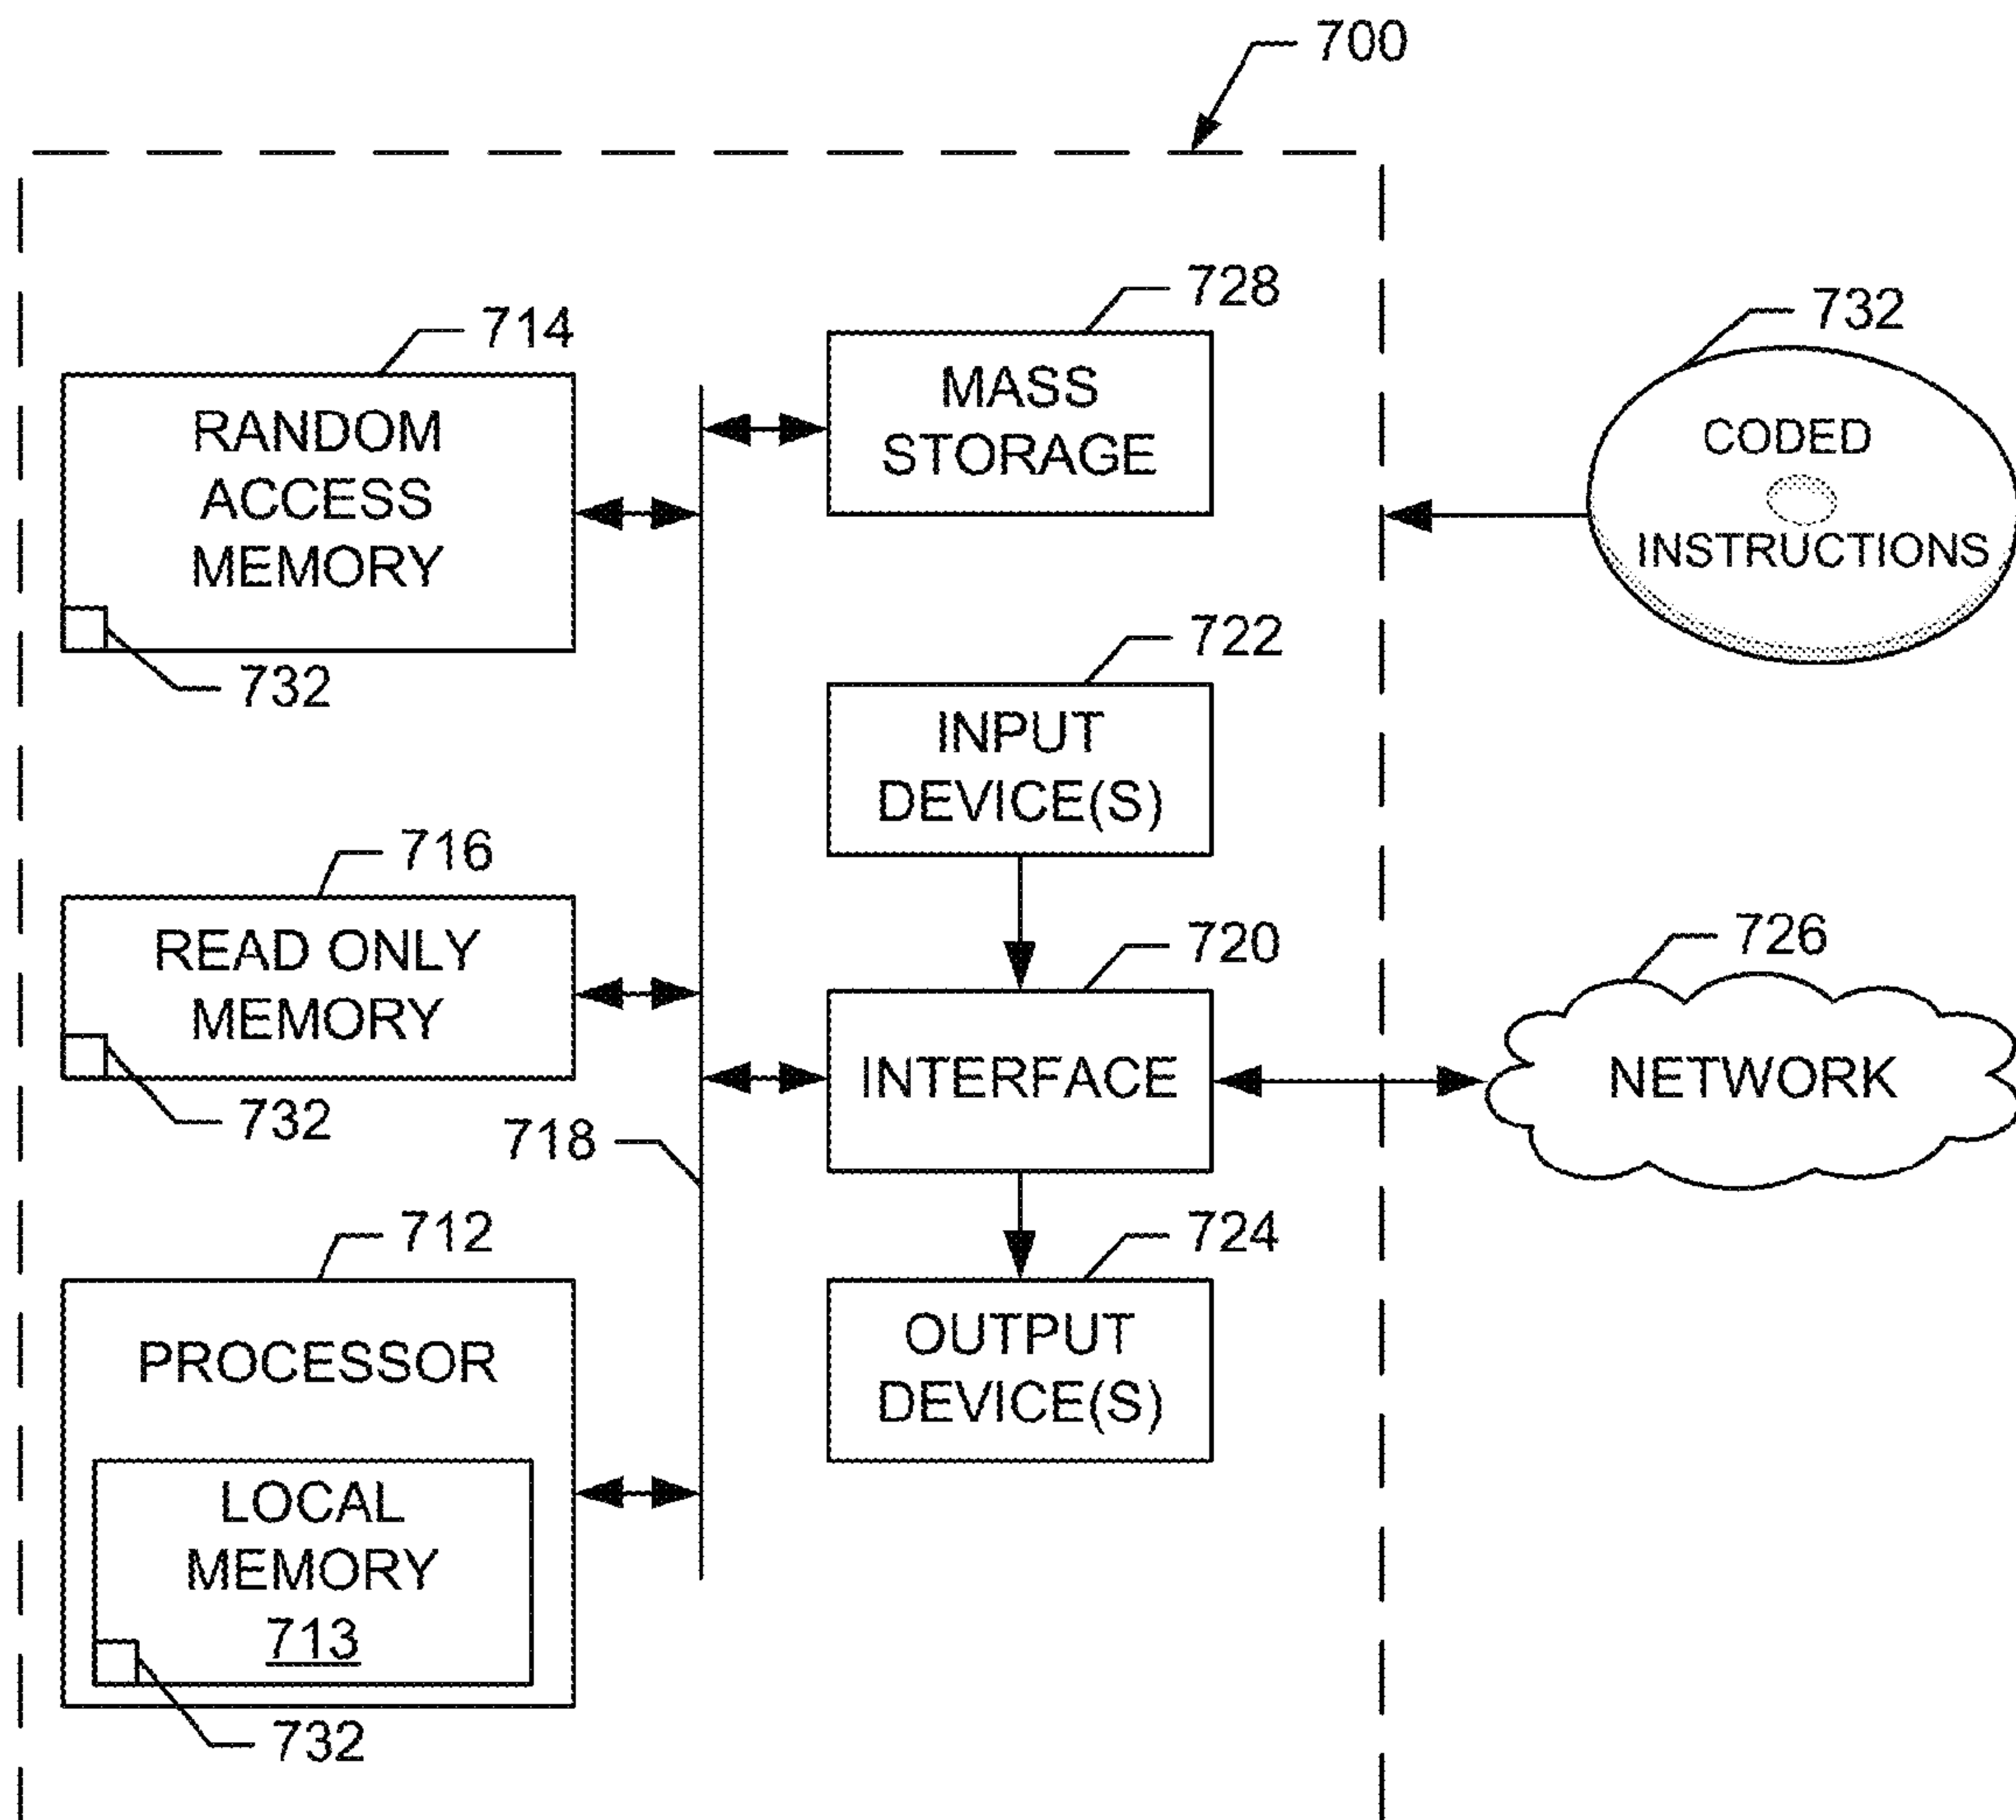 700
728
714
732
MASS
STORAGE
RANDOM
ACCESS
MEMORY
CODED
INSTRUCTIONS
732
722
INPUT
DEVICE(S)
716
720
726
READ ONLY
MEMORY
INTERFACE
NETWORK
732
718
712
724
PROCESSOR
OUTPUT
DEVICE(S)
LOCAL
MEMORY
713
732